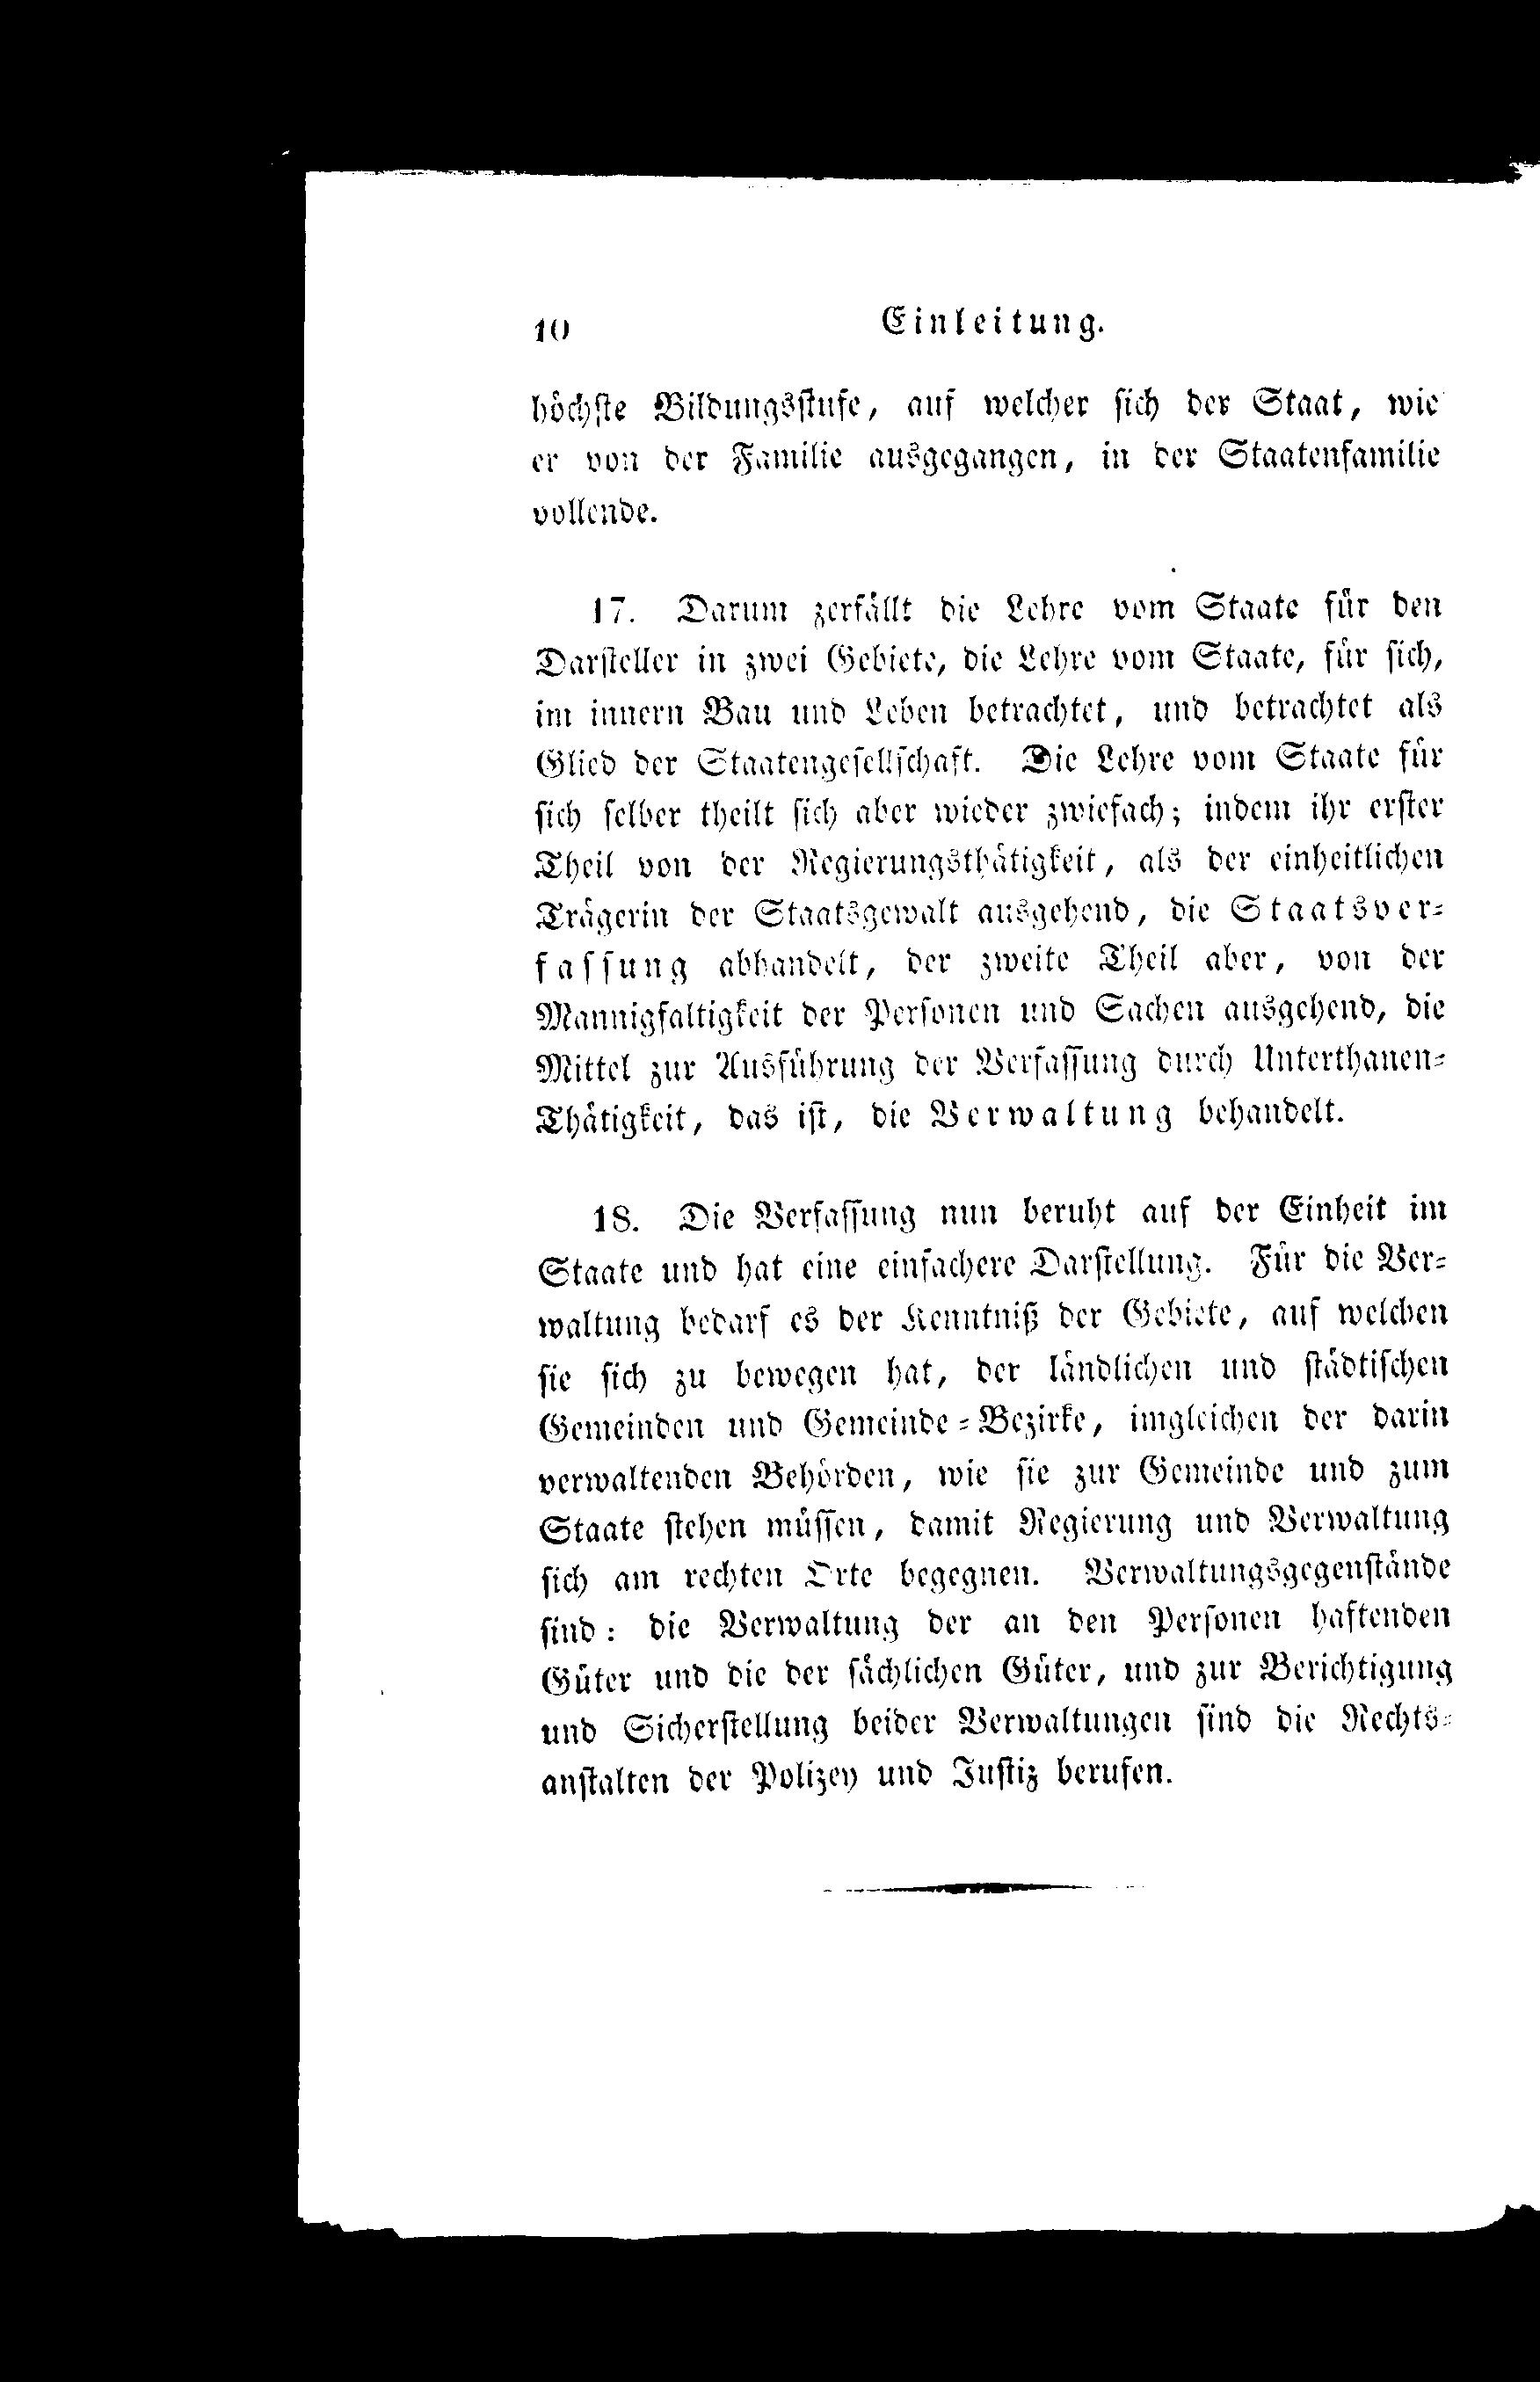 10 Einleitung.
höchste Bildungsstufe, auf welcher sich der Staat, wie
er von der Familie ausgegangen, in der Staatenfamilie
vollende.
17. Darum zerfällt die Lehre vom Staate für den
Darsteller in zwei Gebiete, die Lehre vom Staate, für sich,
im innern Bau und Leben betrachtet, und betrachtet als
Glied der Staatengesellschaft. Die Lehre vom Staate für
sich selber theilt sich aber wieder zwiefach; indem ihr erster
Theil von der Regierungsthätigkeit, als der einheitlichen
Trägerin der Staatsgewalt ausgehend, die Staatsver-
fassung abhandelt, der zweite Theil aber, von der
Mannigfaltigkeit der Personen und Sachen ausgehend, die
Mittel zur Ausführung der Verfassung durch Unterthanen-
Thätigkeit, das ist, die Verwaltung behandelt.
18. Die Verfassung nun beruht auf der Einheit im
Staate und hat eine einfachere Darstellung. Für die Ver-
waltung bedarf es der Kenntniß der Gebiete, auf welchen
sie sich zu bewegen hat, der ländlichen und städtischen
Gemeinden und Gemeinde-Bezirke, imgleichen der darin
verwaltenden Behörden, wie sie zur Gemeinde und zum
Staate stehen müssen, damit Regierung und Verwaltung
sich am rechten Orte begegnen. Verwaltungsgegenstände
sind: die Verwaltung der an den Personen haftenden
Güter und die der sächlichen Güter, und zur Berichtigung
und Sicherstellung beider Verwaltungen sind die Rechts-
anstalten der Polizey und Justiz berufen.